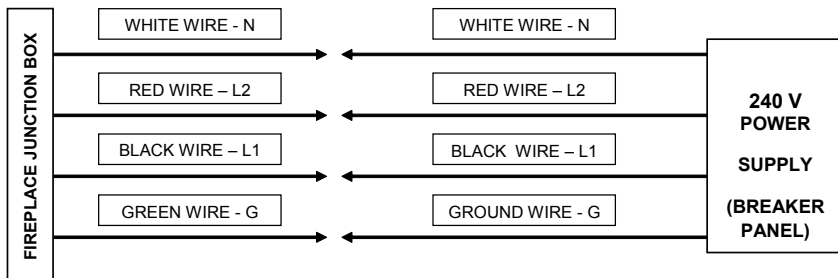 FIREPLACE JUNCTION BOX
WHITE WIRE - N
WHITE WIRE - N
RED WIRE – L2
RED WIRE – L2
BLACK WIRE – L1
BLACK  WIRE – L1
GREEN WIRE - G
GROUND WIRE - G
240 V
POWER
SUPPLY
(BREAKER
PANEL)